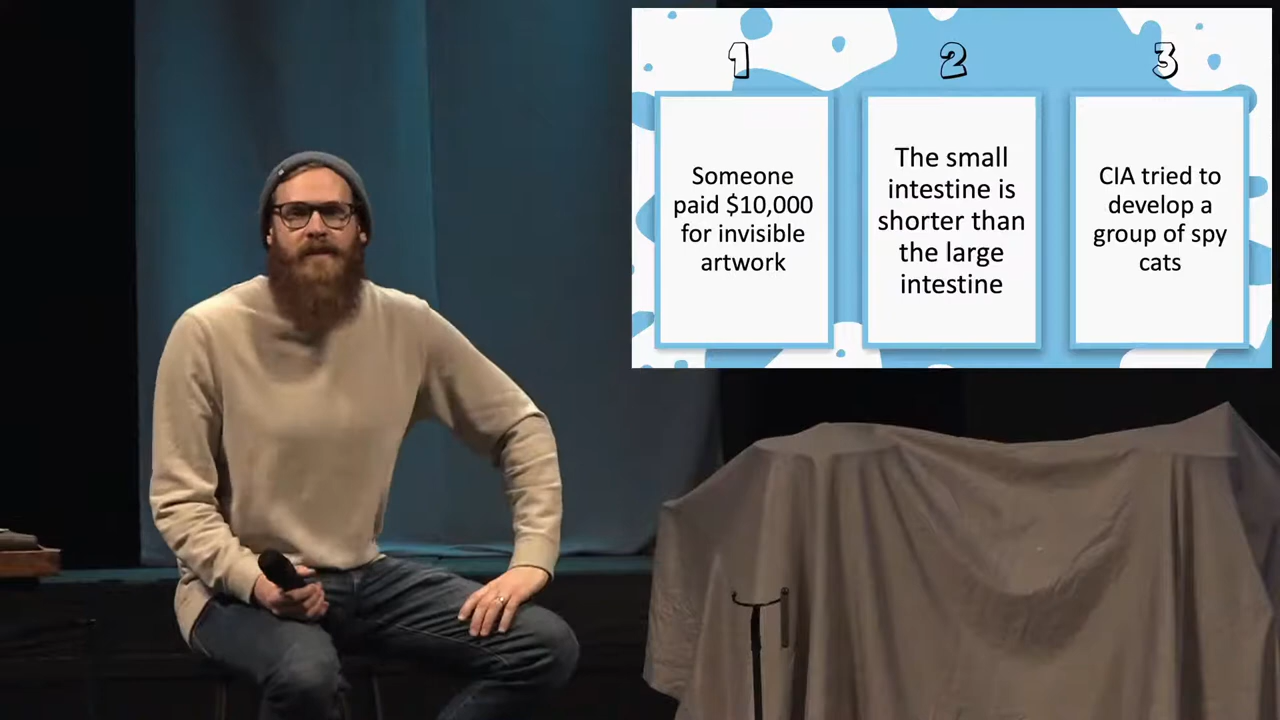 1
Someone
paid $10,000
for invisible
artwork
2
The small
intestine is
shorter than
the large
intestine
3
CIA tried to
develop a
group of spy
cats